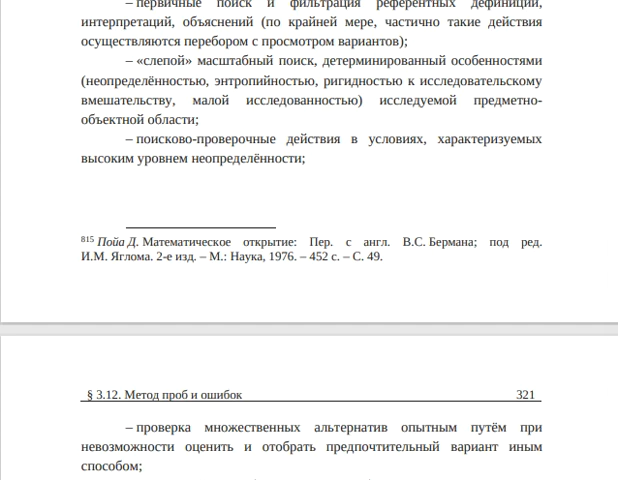 – первичные поиск и фильтрация референтных дефиниций,
интерпретаций, объяснений (по крайней мере, частично такие действия
осуществляются перебором с просмотром вариантов);
– «слепой» масштабный поиск, детерминированный особенностями
(неопределённостью, энтропийностью, ригидностью к исследовательскому
вмешательству, малой исследованностью) исследуемой предметно-
объектной области;
– поисково-проверочные действия в условиях, характеризуемых
высоким уровнем неопределённости;
815 Пойа Д. Математическое открытие: Пер. с англ. В.С. Бермана; под ред.
И.М. Яглома. 2-е изд. – М.: Наука, 1976. – 452 с. – С. 49.
§ 3.12. Метод проб и ошибок 321
– проверка множественных альтернатив опытным путём при
невозможности оценить и отобрать предпочтительный вариант иным
способом;